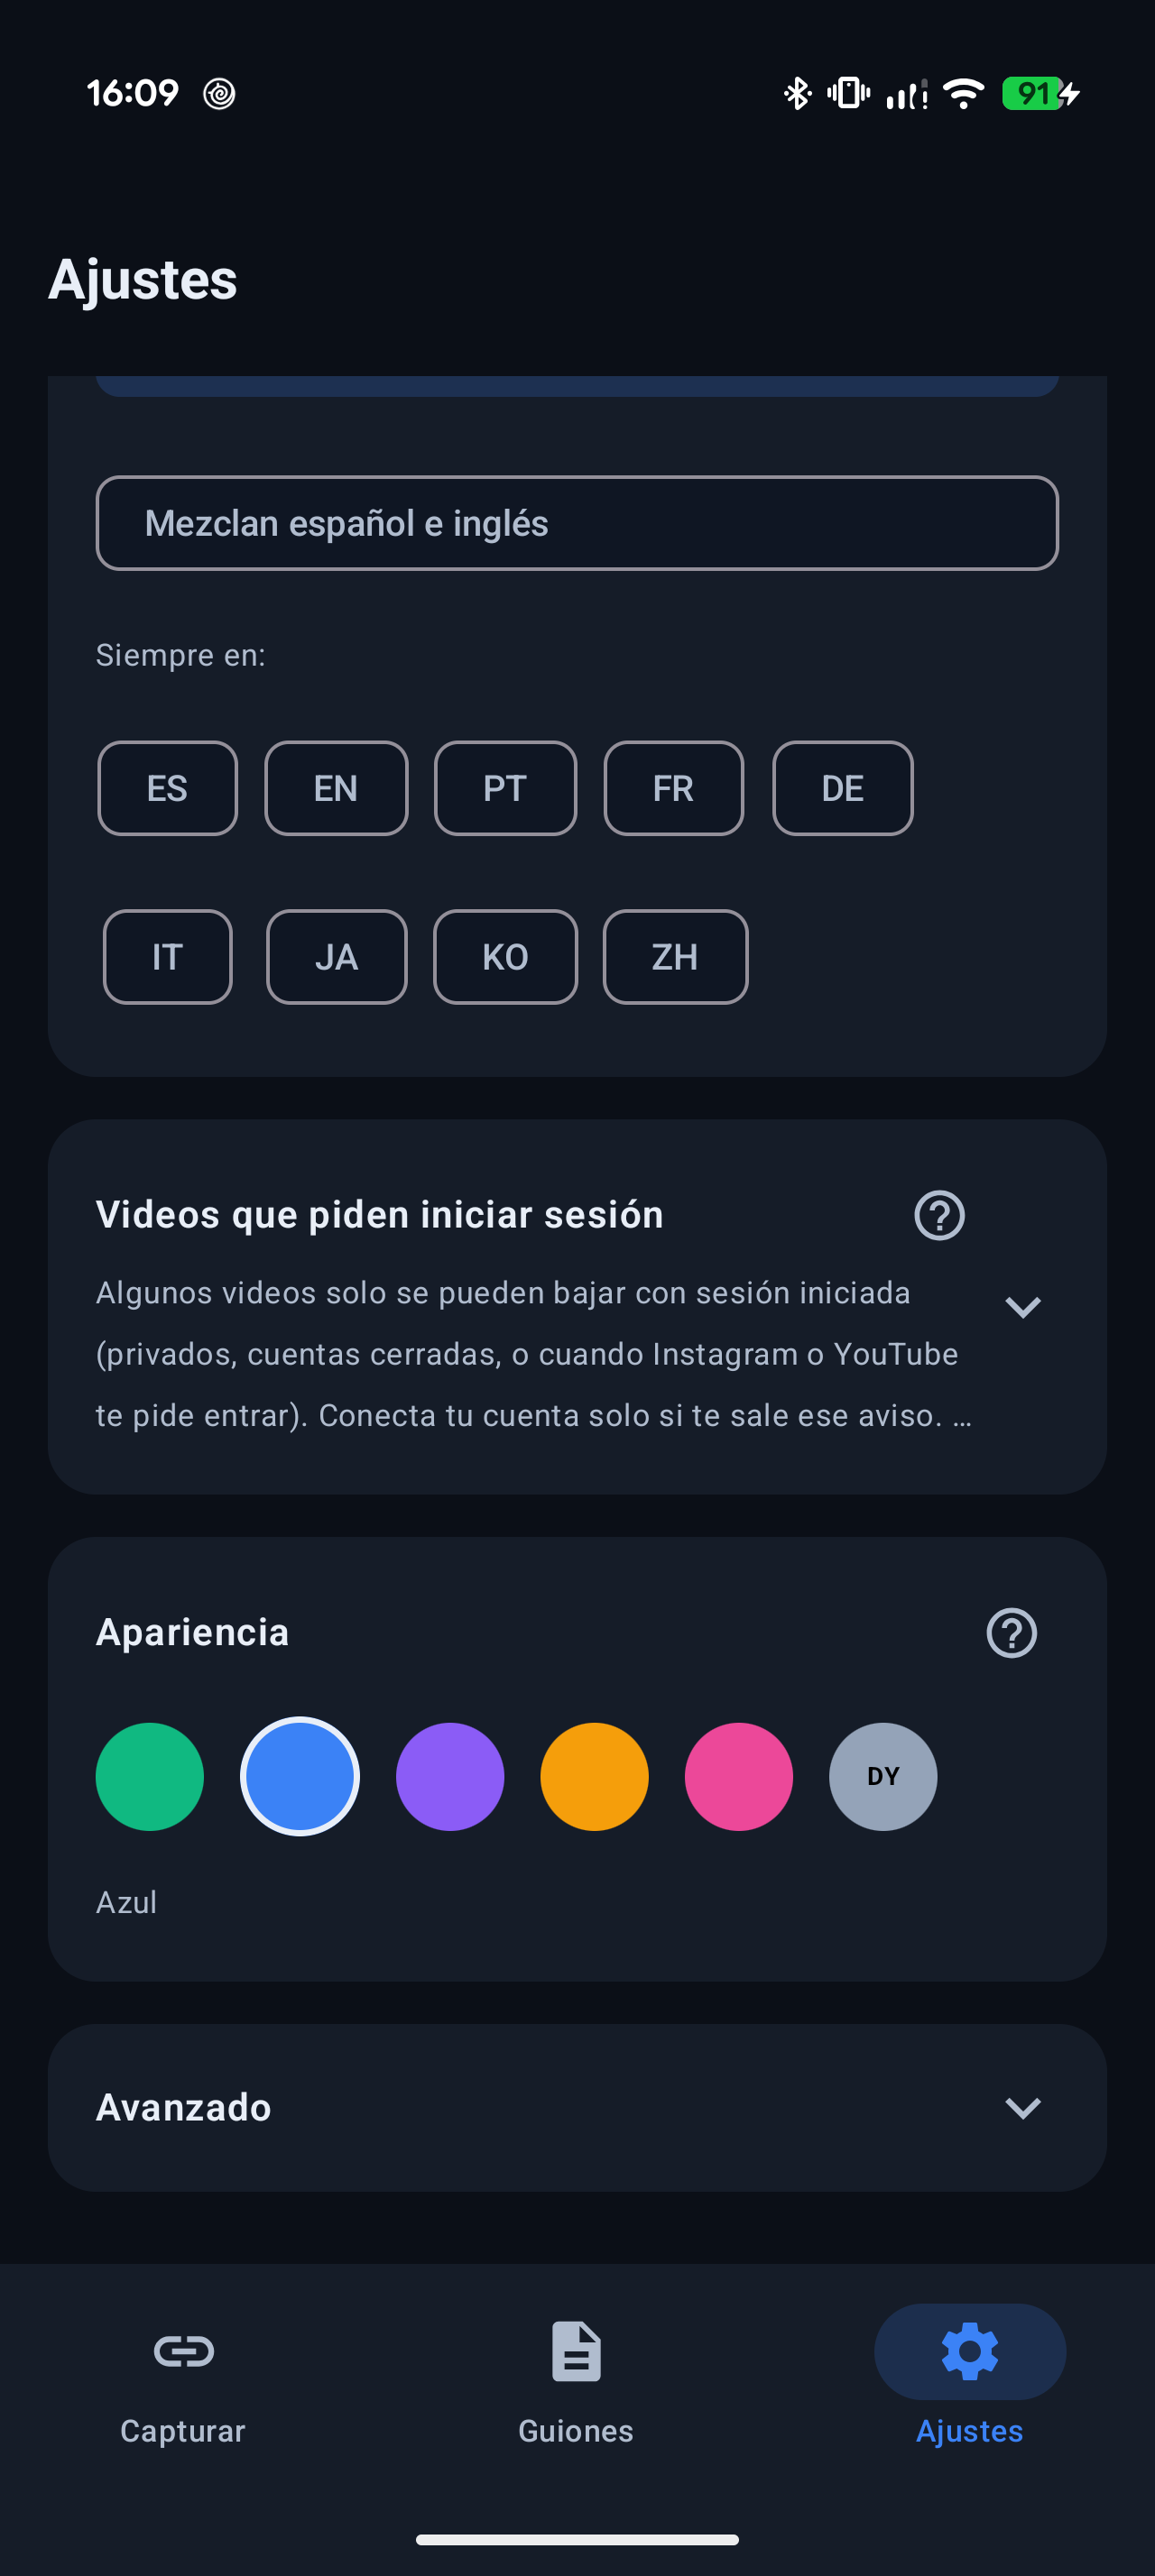 16:09
91
Ajustes
Mezclan español e inglés
Siempre en:
ES EN PT FR DE
IT JA KO ZH
Videos que piden iniciar sesión
Algunos videos solo se pueden bajar con sesión iniciada
(privados, cuentas cerradas, o cuando Instagram o YouTube
te pide entrar). Conecta tu cuenta solo si te sale ese aviso. …
Apariencia
DY
Azul
Avanzado
Capturar Guiones Ajustes